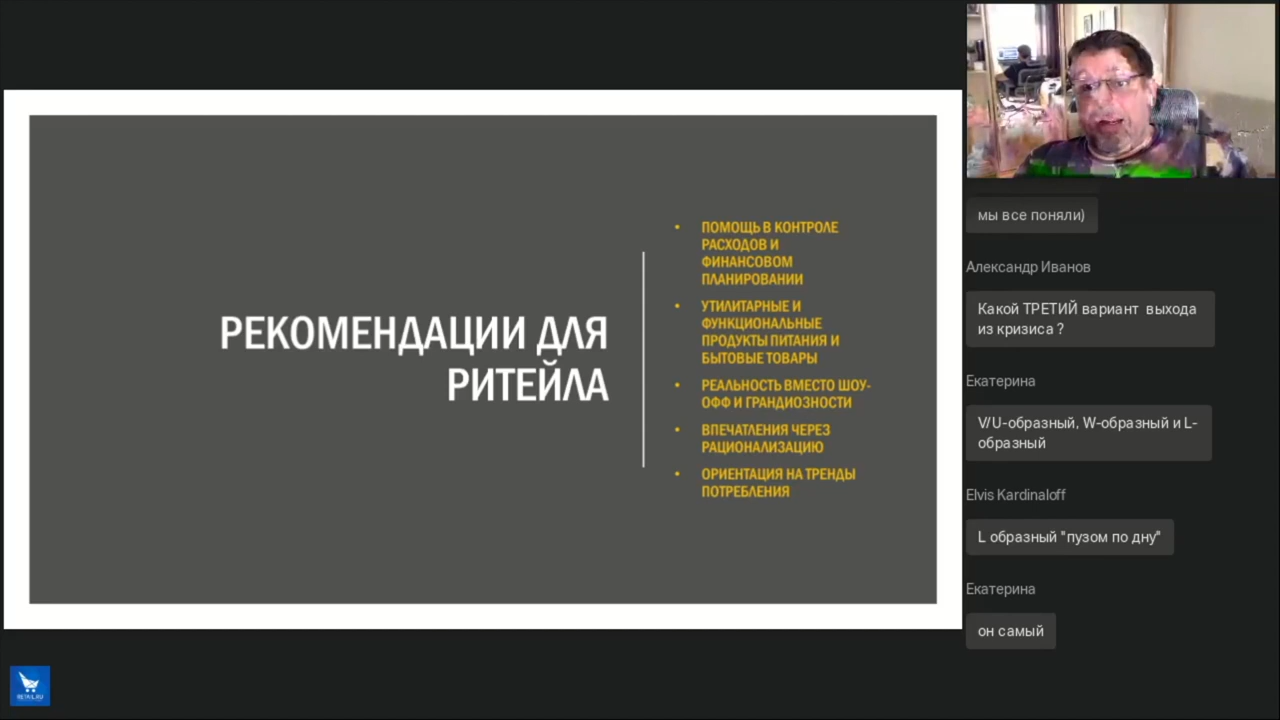 РЕКОМЕНДАЦИИ ДЛЯ
РИТЕЙЛА
• ПОМОЩЬ В КОНТРОЛЕ
РАСХОДОВ И
ФИНАНСОВОМ
ПЛАНИРОВАНИИ
• УТИЛИТАРНЫЕ И
ФУНКЦИОНАЛЬНЫЕ
ПРОДУКТЫ ПИТАНИЯ И
БЫТОВЫЕ ТОВАРЫ
• РЕАЛЬНОСТЬ ВМЕСТО ШОУ-
ОФФ И ГРАНДИОЗНОСТИ
• ВПЕЧАТЛЕНИЯ ЧЕРЕЗ
РАЦИОНАЛИЗАЦИЮ
• ОРИЕНТАЦИЯ НА ТРЕНДЫ
ПОТРЕБЛЕНИЯ
мы все поняли)
Александр Иванов
Какой ТРЕТИЙ вариант выхода
из кризиса ?
Екатерина
V/U-образный, W-образный и L-
образный
Elvis Kardinaloff
L образный "пузом по дну"
Екатерина
он самый
RETAIL.RU